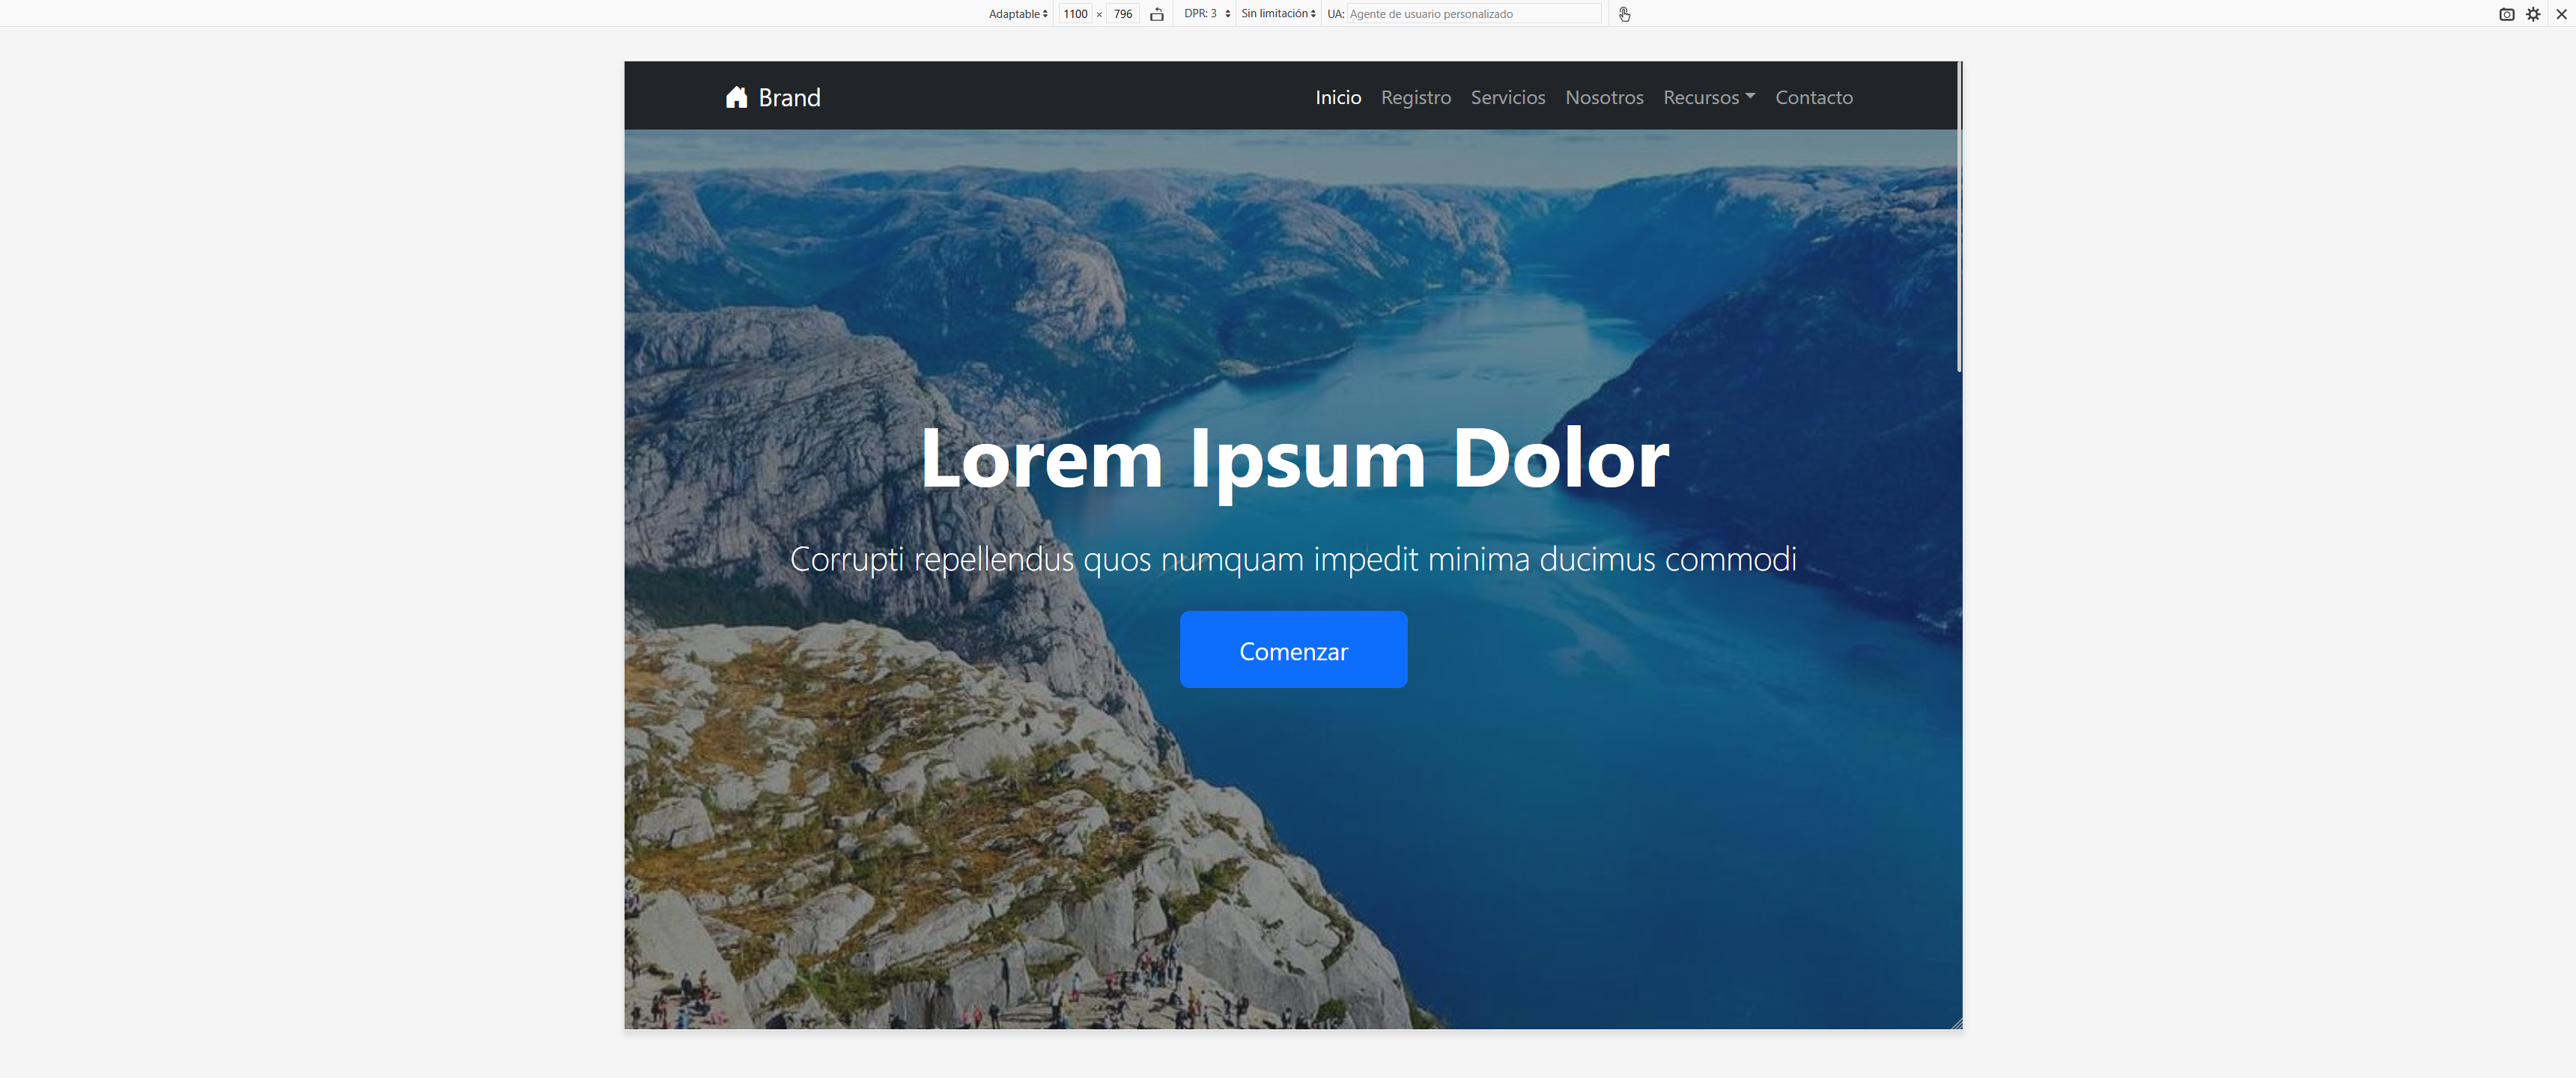 Adaptable 1100 × 796 DPR: 3 Sin limitación UA: Agente de usuario personalizado
Brand Inicio Registro Servicios Nosotros Recursos Contacto
Lorem Ipsum Dolor
Corrupti repellendus quos numquam impedit minima ducimus commodi
Comenzar